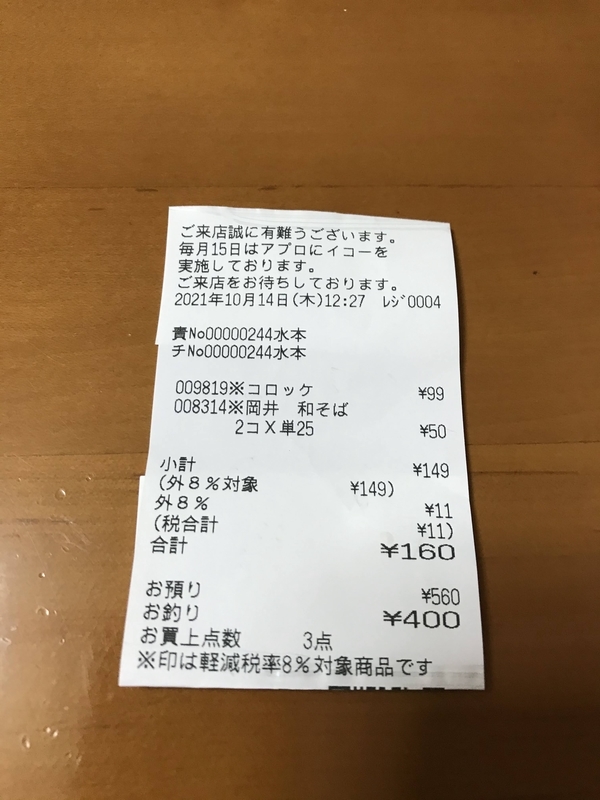 ご来店誠に有難うございます。
毎月15日はアプロにイコーを
実施しております。
ご来店をお待ちしております。
2021年10月14日(木)12:27 ﾚｼﾞ0004
責No00000244水本
チNo00000244水本
009819※コロッケ ¥99
008314※岡井 和そば
2コX単25 ¥50
小計 ¥149
(外8%対象 ¥149)
外8% ¥11
(税合計 ¥11)
合計 ¥160
お預り ¥560
お釣り ¥400
お買上点数 3点
※印は軽減税率8%対象商品です